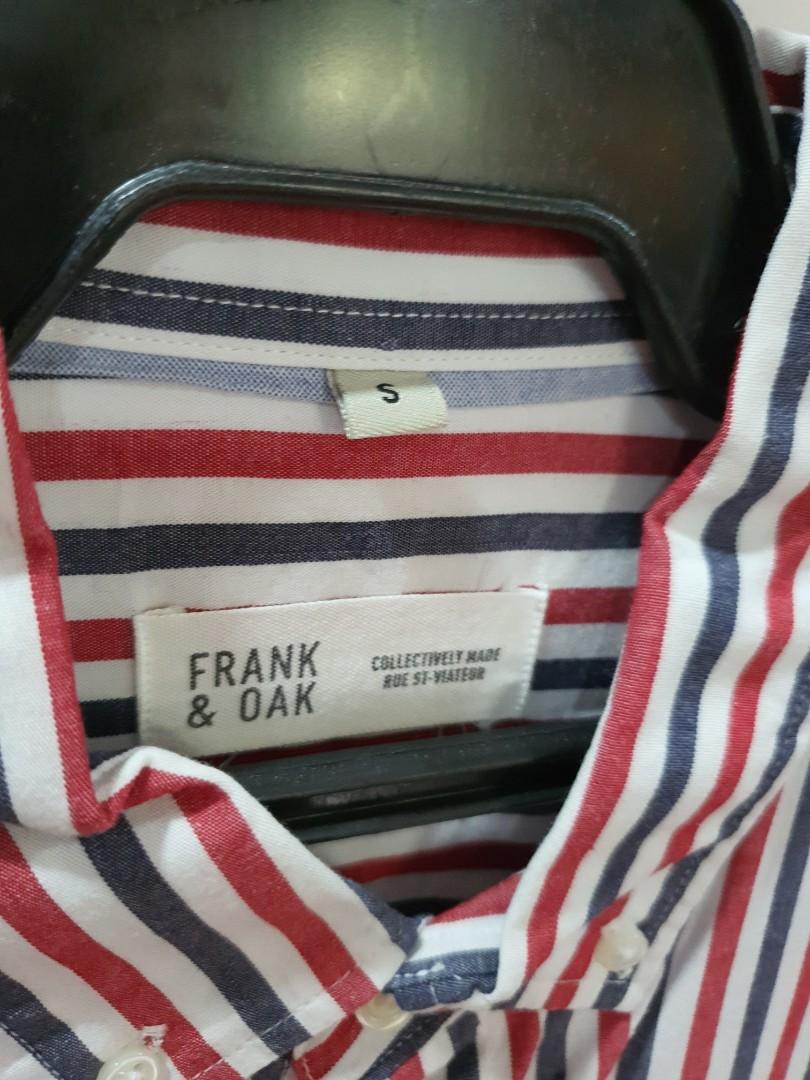 S
FRANK
& OAK
COLLECTIVELY MADE
RUE ST-VIATEUR